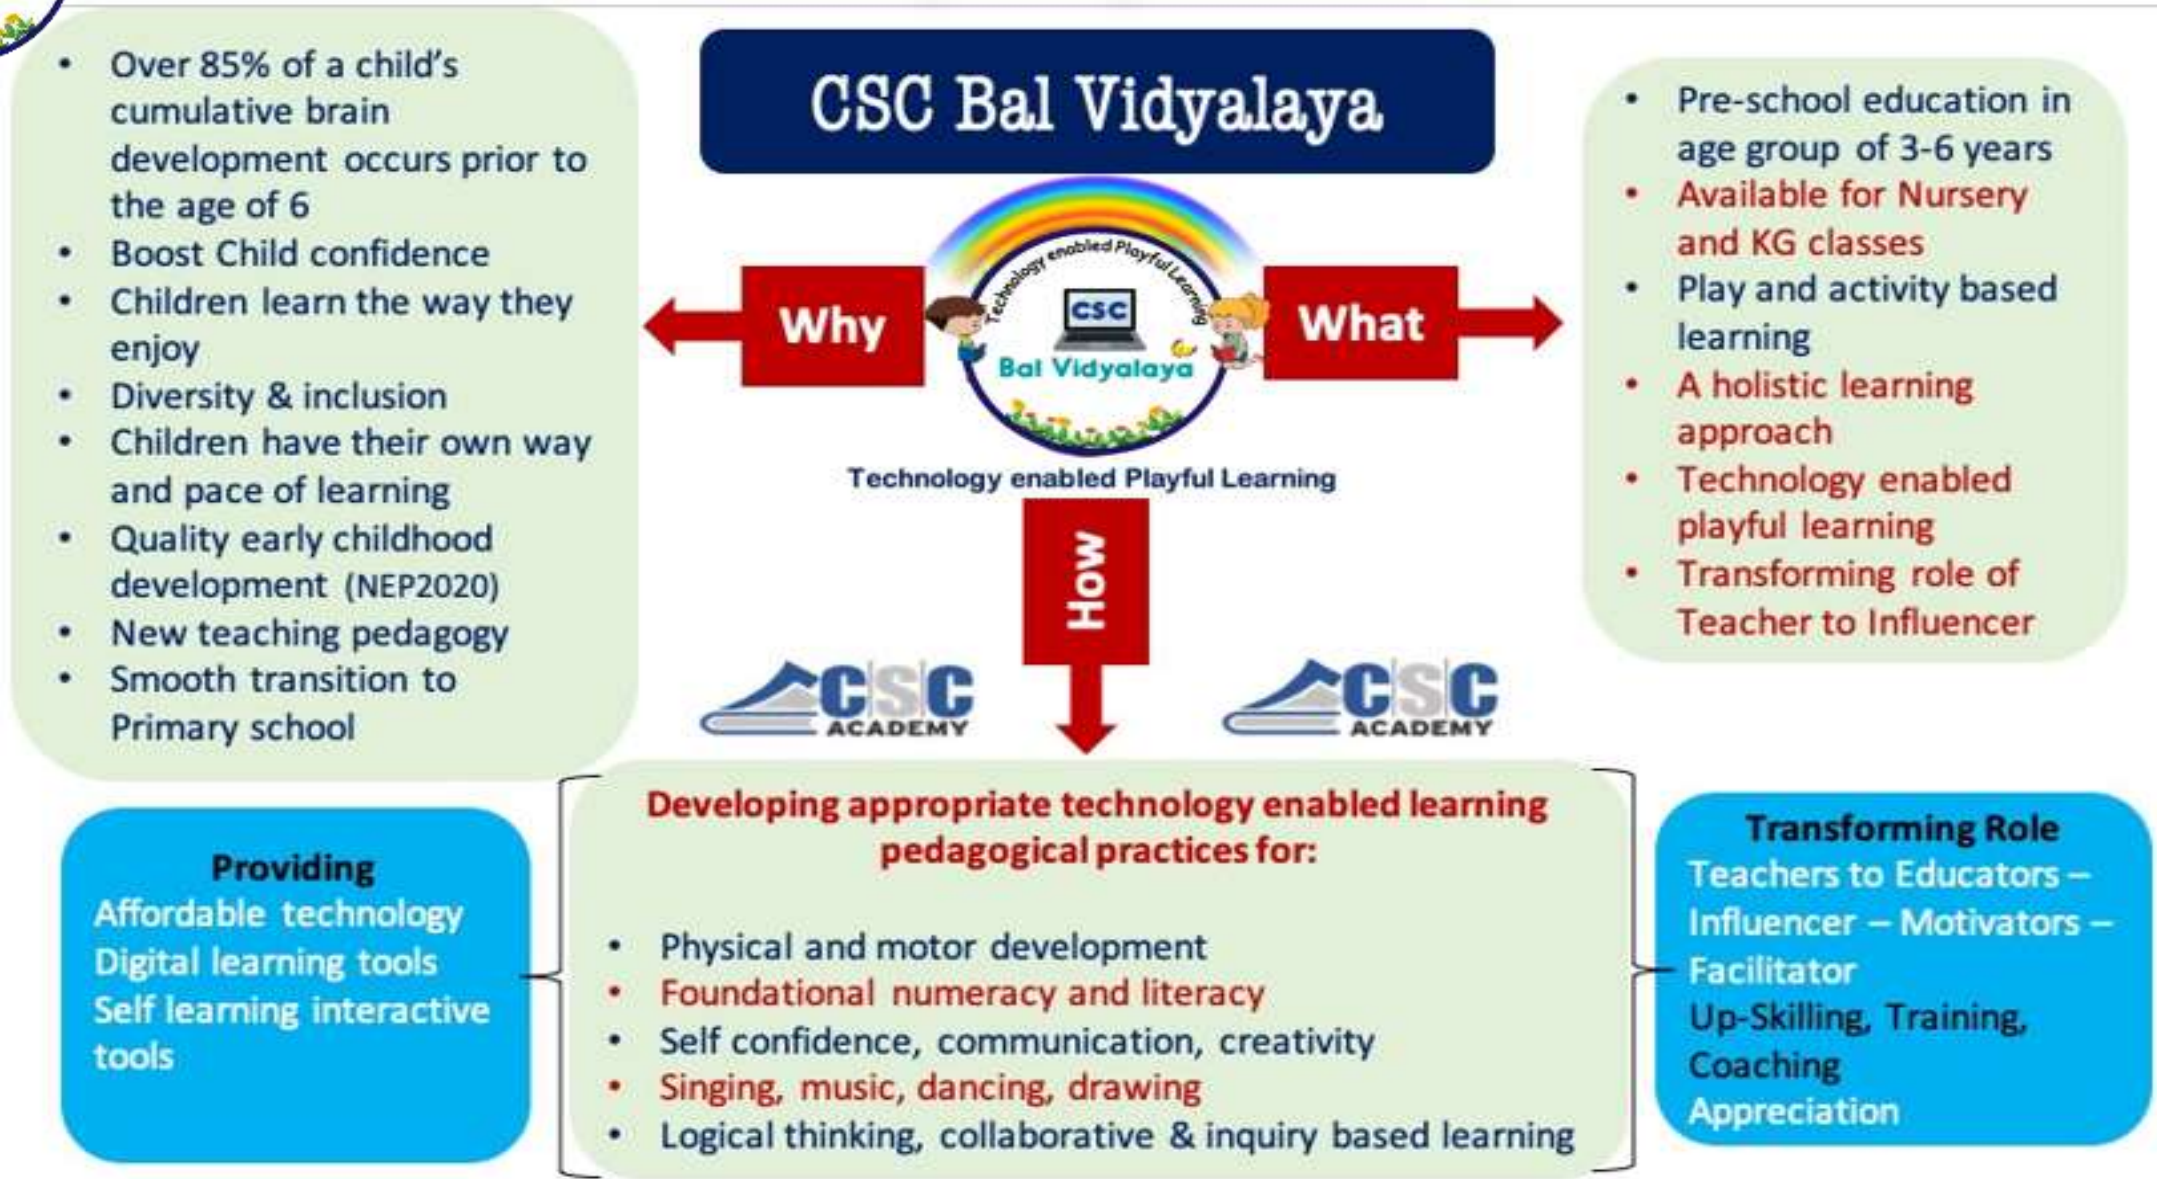 CSC Bal Vidyalaya
• Over 85% of a child's
cumulative brain
development occurs prior to
the age of 6
• Boost Child confidence
• Children learn the way they
enjoy
• Diversity & inclusion
• Children have their own way
and pace of learning
• Quality early childhood
development (NEP2020)
• New teaching pedagogy
• Smooth transition to
Primary school
Why
Technology enabled Playful Learning
CSC
Bal Vidyalaya
Technology enabled Playful Learning
What
• Pre-school education in
age group of 3-6 years
• Available for Nursery
and KG classes
• Play and activity based
learning
• A holistic learning
approach
• Technology enabled
playful learning
• Transforming role of
Teacher to Influencer
How
CSC
ACADEMY
CSC
ACADEMY
Providing
Affordable technology
Digital learning tools
Self learning interactive
tools
Developing appropriate technology enabled learning
pedagogical practices for:
• Physical and motor development
• Foundational numeracy and literacy
• Self confidence, communication, creativity
• Singing, music, dancing, drawing
• Logical thinking, collaborative & inquiry based learning
Transforming Role
Teachers to Educators –
Influencer – Motivators –
Facilitator
Up-Skilling, Training,
Coaching
Appreciation